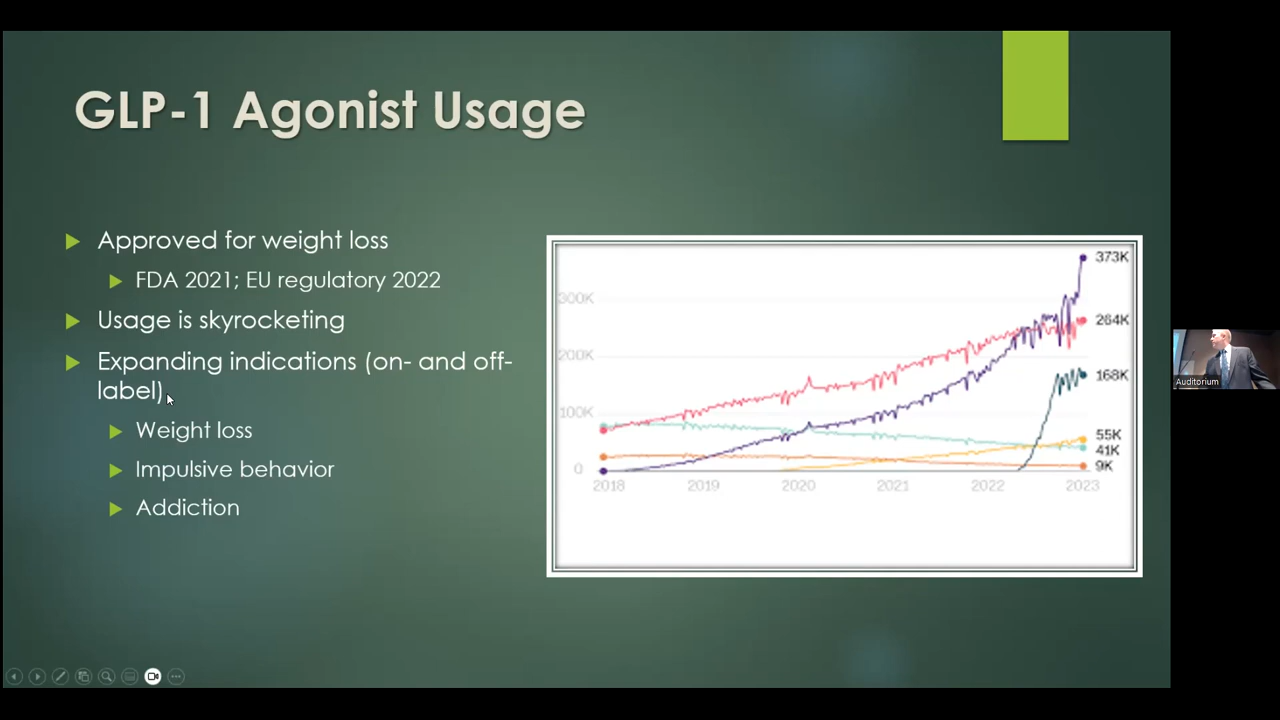 GLP-1 Agonist Usage
Approved for weight loss
FDA 2021; EU regulatory 2022
Usage is skyrocketing
Expanding indications (on- and off-
label)
Weight loss
Impulsive behavior
Addiction
373K
300K
264K
200K
168K
100K
55K
41K
0
9K
2018 2019 2020 2021 2022 2023
Auditorium